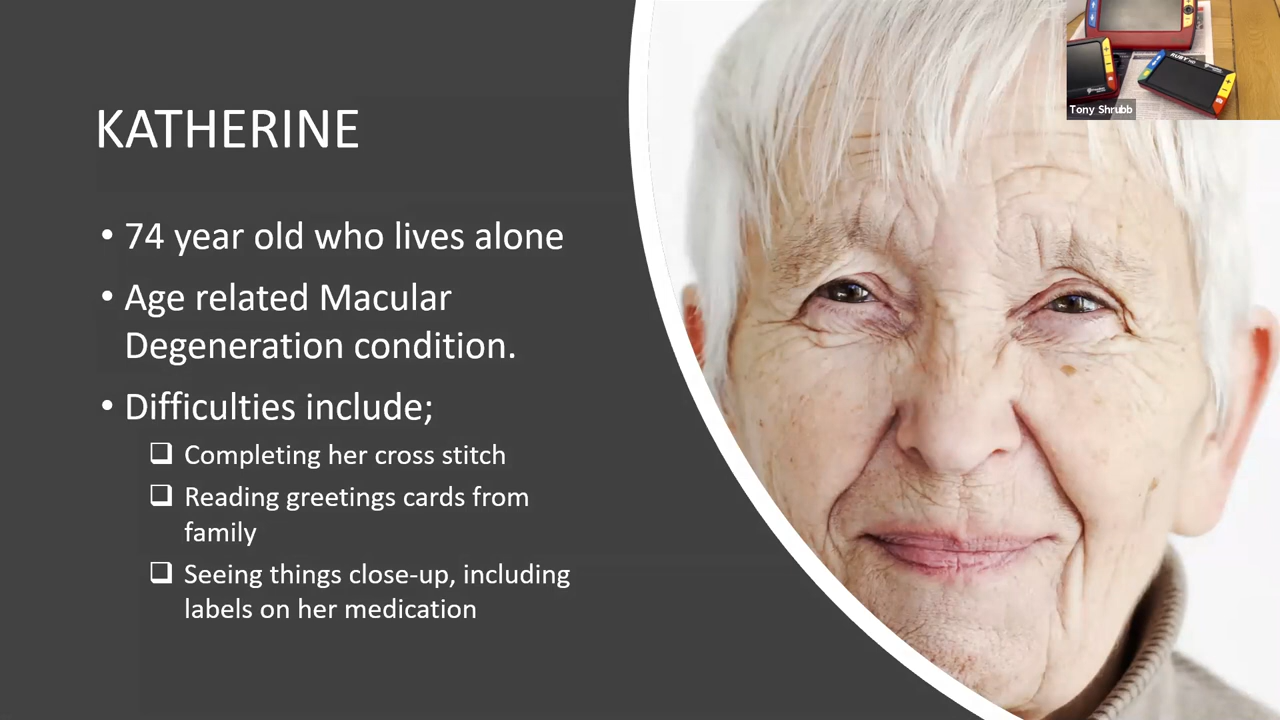 KATHERINE
• 74 year old who lives alone
• Age related Macular
Degeneration condition.
• Difficulties include;
❑ Completing her cross stitch
❑ Reading greetings cards from
family
❑ Seeing things close-up, including
labels on her medication
RUBY
Tony Shrubb